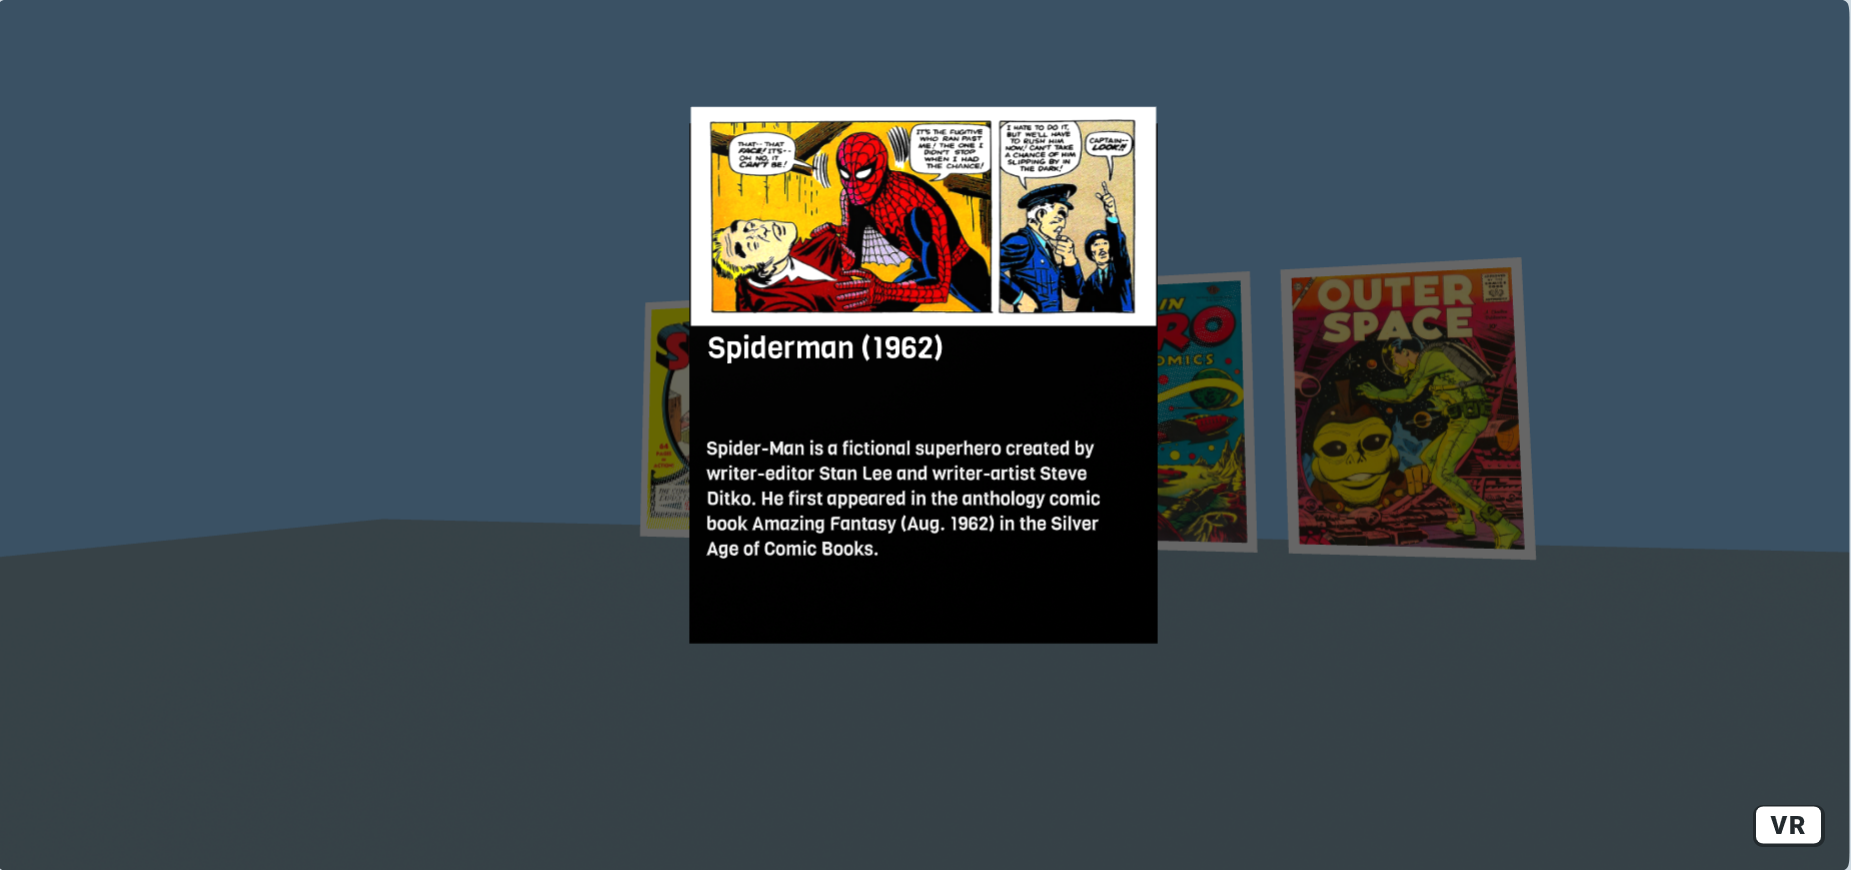 THAT-- THAT
FACE! IT'S--
OH NO, IT
CAN'T BE!
IT'S THE FUGITIVE
WHO RAN PAST
ME! THE ONE I
DIDN'T STOP
WHEN I HAD
THE CHANCE!
I HATE TO DO IT,
BUT WE'LL HAVE
TO RUSH HIM
NOW! CAN'T TAKE
A CHANCE OF HIM
SLIPPING BY IN
THE DARK!
CAPTAIN--
LOOK!!
Spiderman (1962)
Spider-Man is a fictional superhero created by
writer-editor Stan Lee and writer-artist Steve
Ditko. He first appeared in the anthology comic
book Amazing Fantasy (Aug. 1962) in the Silver
Age of Comic Books.
S
IN
RO
OMICS
OUTER
SPACE
VR